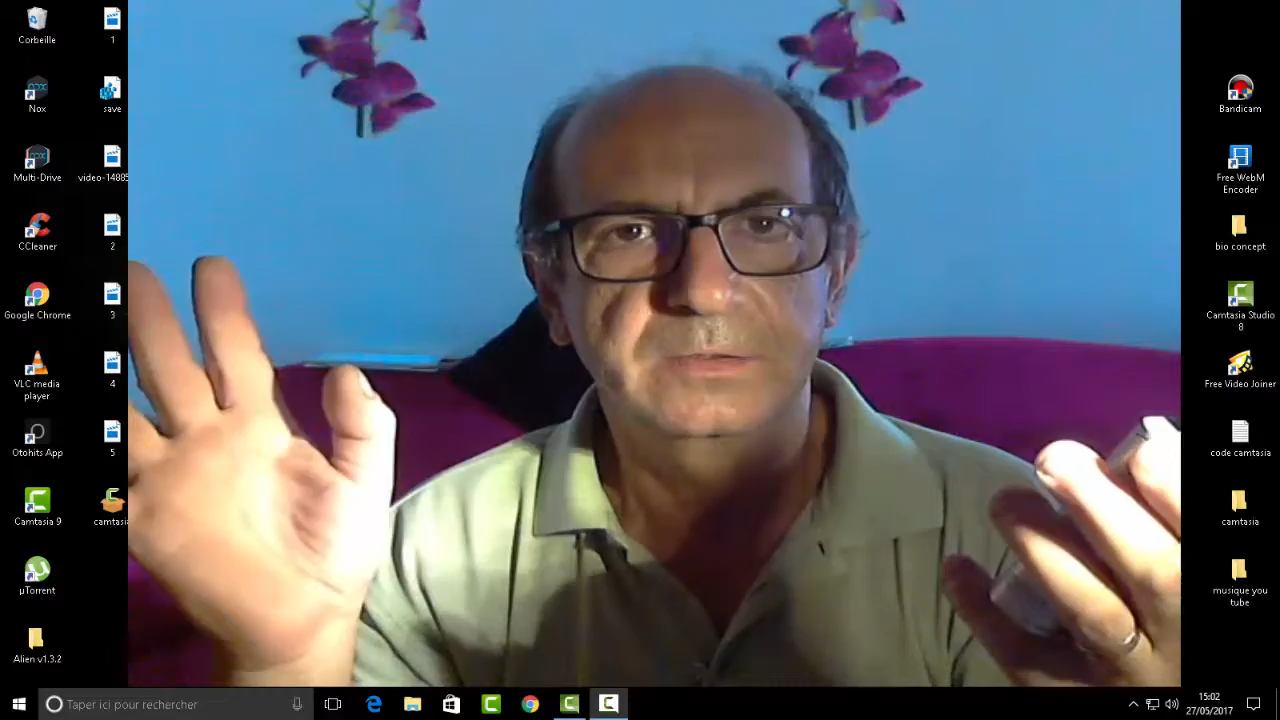 Corbeille
1
Nox
save
Multi-Drive
video-14885
CCleaner
2
Google Chrome
3
VLC media
player
4
Otohits App
5
Camtasia 9
camtasia
µTorrent
Alien v1.3.2
Bandicam
Free WebM
Encoder
bio concept
Camtasia Studio
8
Free Video Joiner
code camtasia
camtasia
musique you
tube
Taper ici pour rechercher
15:02
27/05/2017